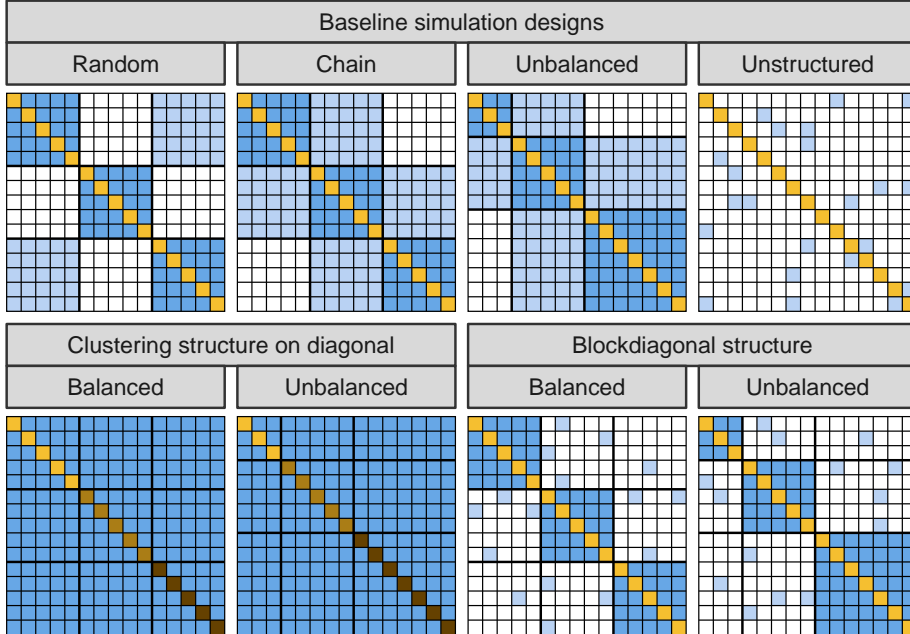 Baseline simulation designs
Random
Chain
Unbalanced
Unstructured
Clustering structure on diagonal
Blockdiagonal structure
Balanced
Unbalanced
Balanced
Unbalanced